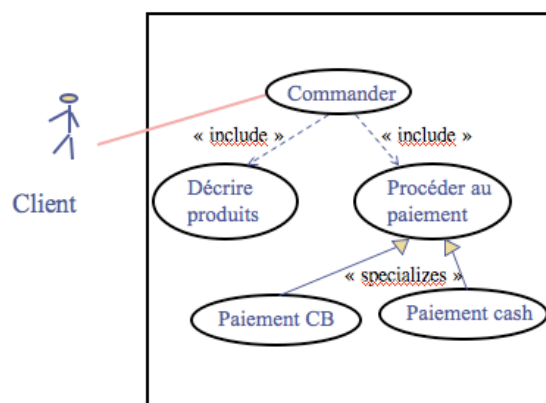 Commander
« include »
« include »
Client
Décrire
produits
Procéder au
paiement
« specializes »
Paiement CB
Paiement cash